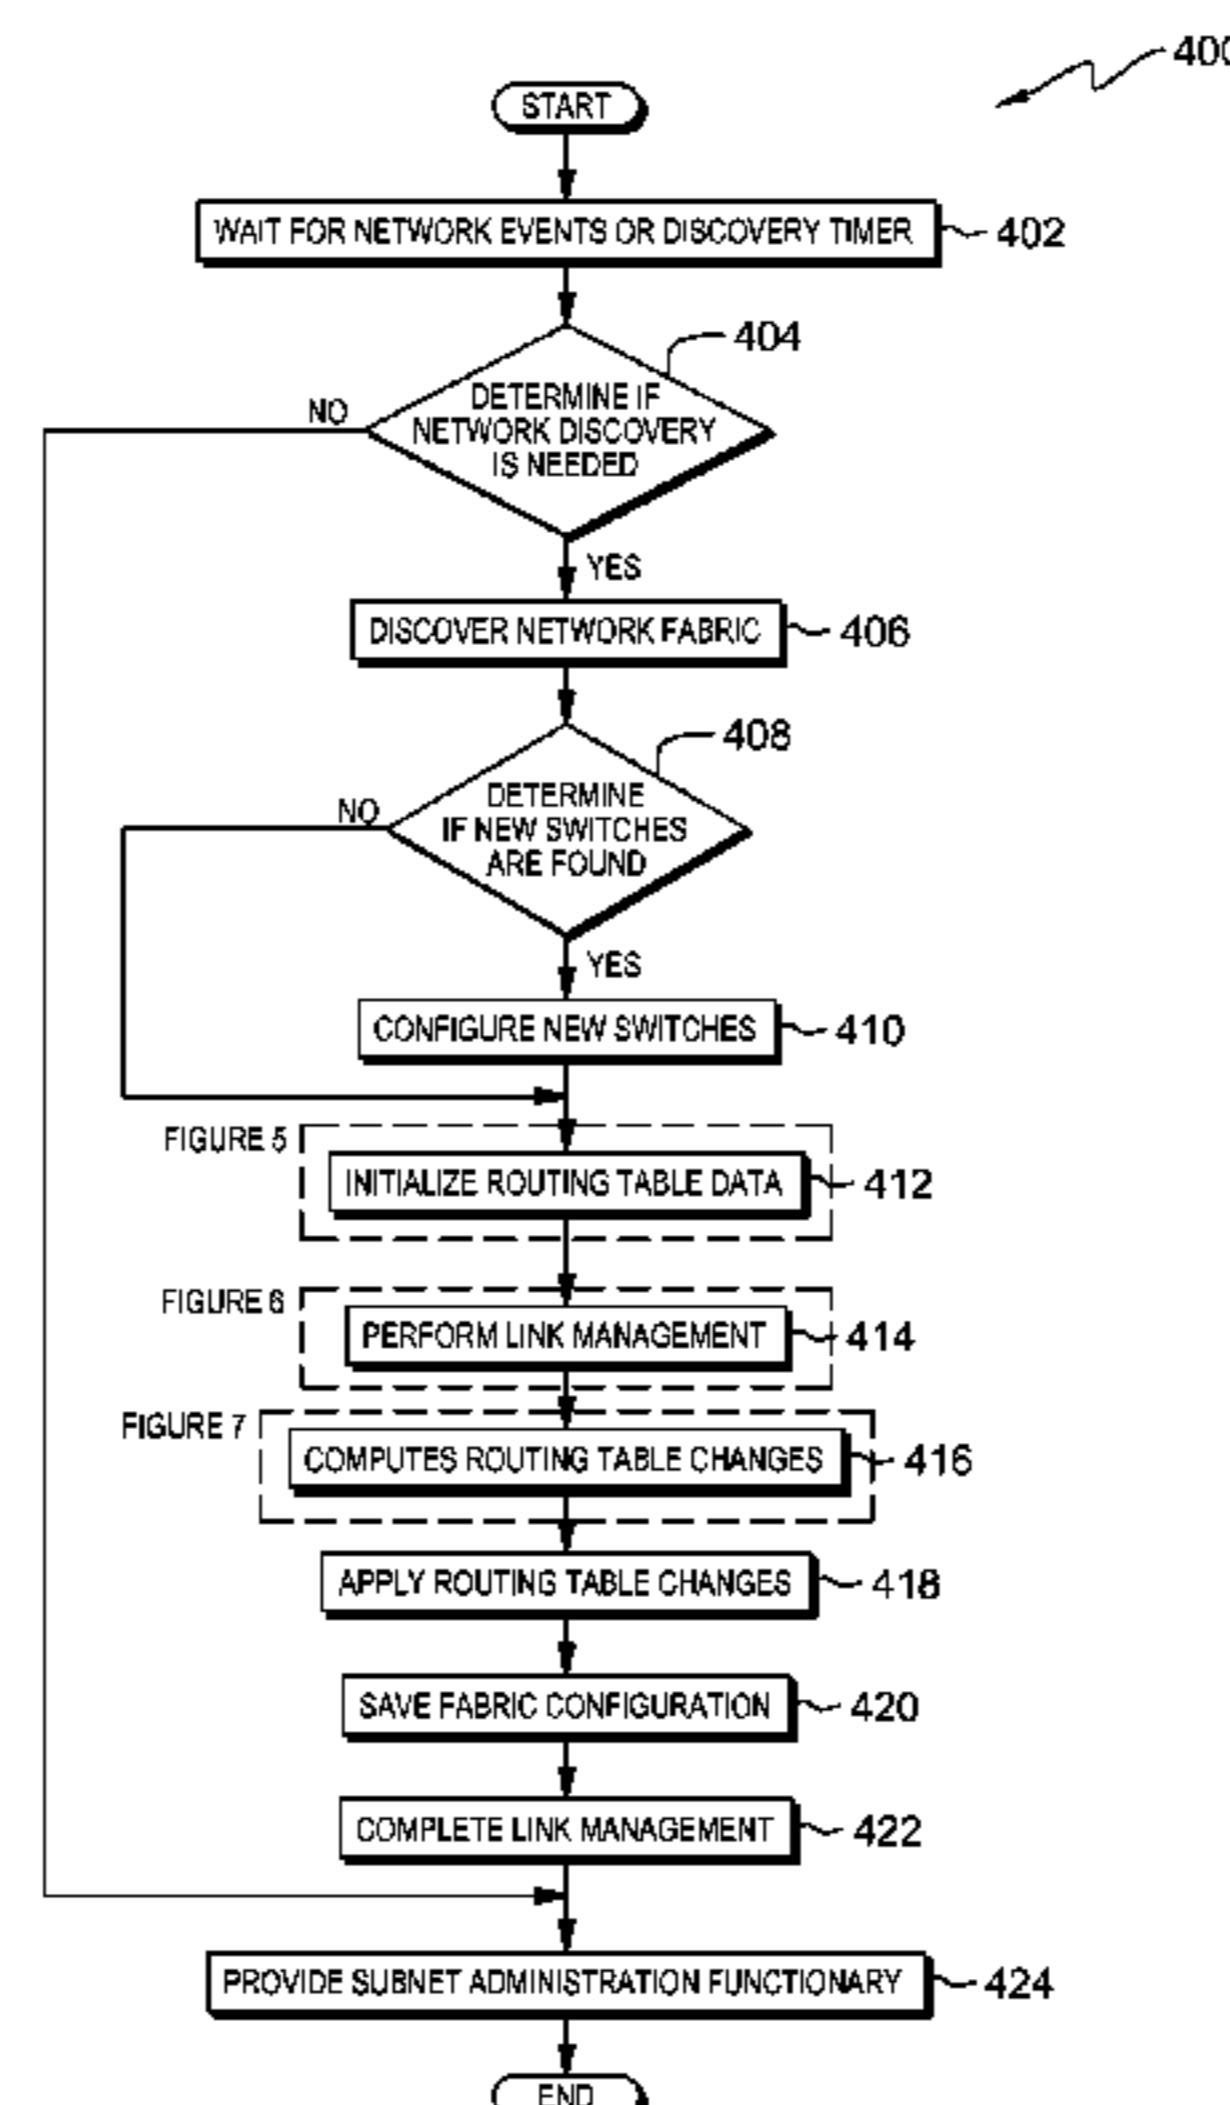 400
START
WAIT FOR NETWORK EVENTS OR DISCOVERY TIMER
402
404
DETERMINE IF
NETWORK DISCOVERY
IS NEEDED
NO
YES
DISCOVER NETWORK FABRIC
406
408
DETERMINE
IF NEW SWITCHES
ARE FOUND
NO
YES
CONFIGURE NEW SWITCHES
410
FIGURE 5
INITIALIZE ROUTING TABLE DATA
412
FIGURE 6
PERFORM LINK MANAGEMENT
414
FIGURE 7
COMPUTES ROUTING TABLE CHANGES
416
APPLY ROUTING TABLE CHANGES
418
SAVE FABRIC CONFIGURATION
420
COMPLETE LINK MANAGEMENT
422
PROVIDE SUBNET ADMINISTRATION FUNCTIONARY
424
END